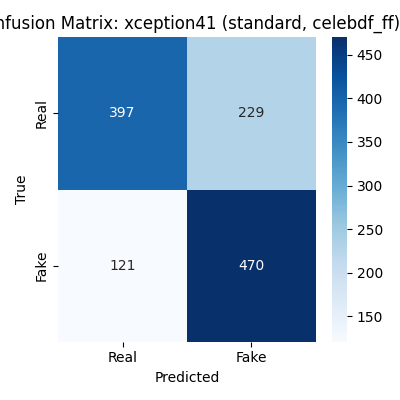 nfusion Matrix: xception41 (standard, celebdf_ff)
Real
397
229
True
Fake
121
470
Real
Fake
Predicted
450
400
350
300
250
200
150